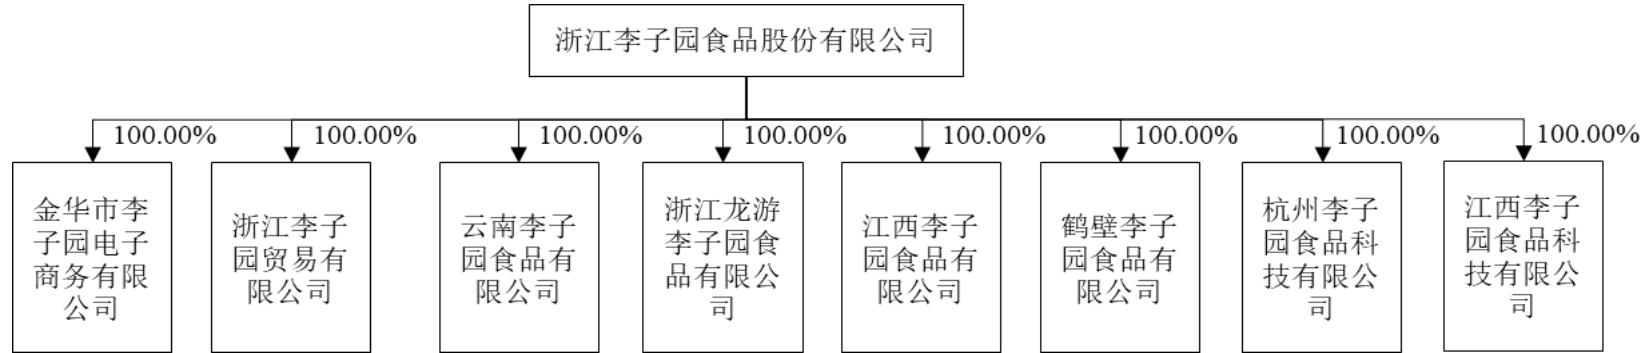 浙江李子园食品股份有限公司
100.00%
100.00%
100.00%
100.00%
100.00%
100.00%
100.00%
100.00%
金华市李
子园电子
商务有限
公司
浙江李子
园贸易有
限公司
云南李子
园食品有
限公司
浙江龙游
李子园食
品有限公
司
江西李子
园食品有
限公司
鹤壁李子
园食品有
限公司
杭州李子
园食品科
技有限公
司
江西李子
园食品科
技有限公
司